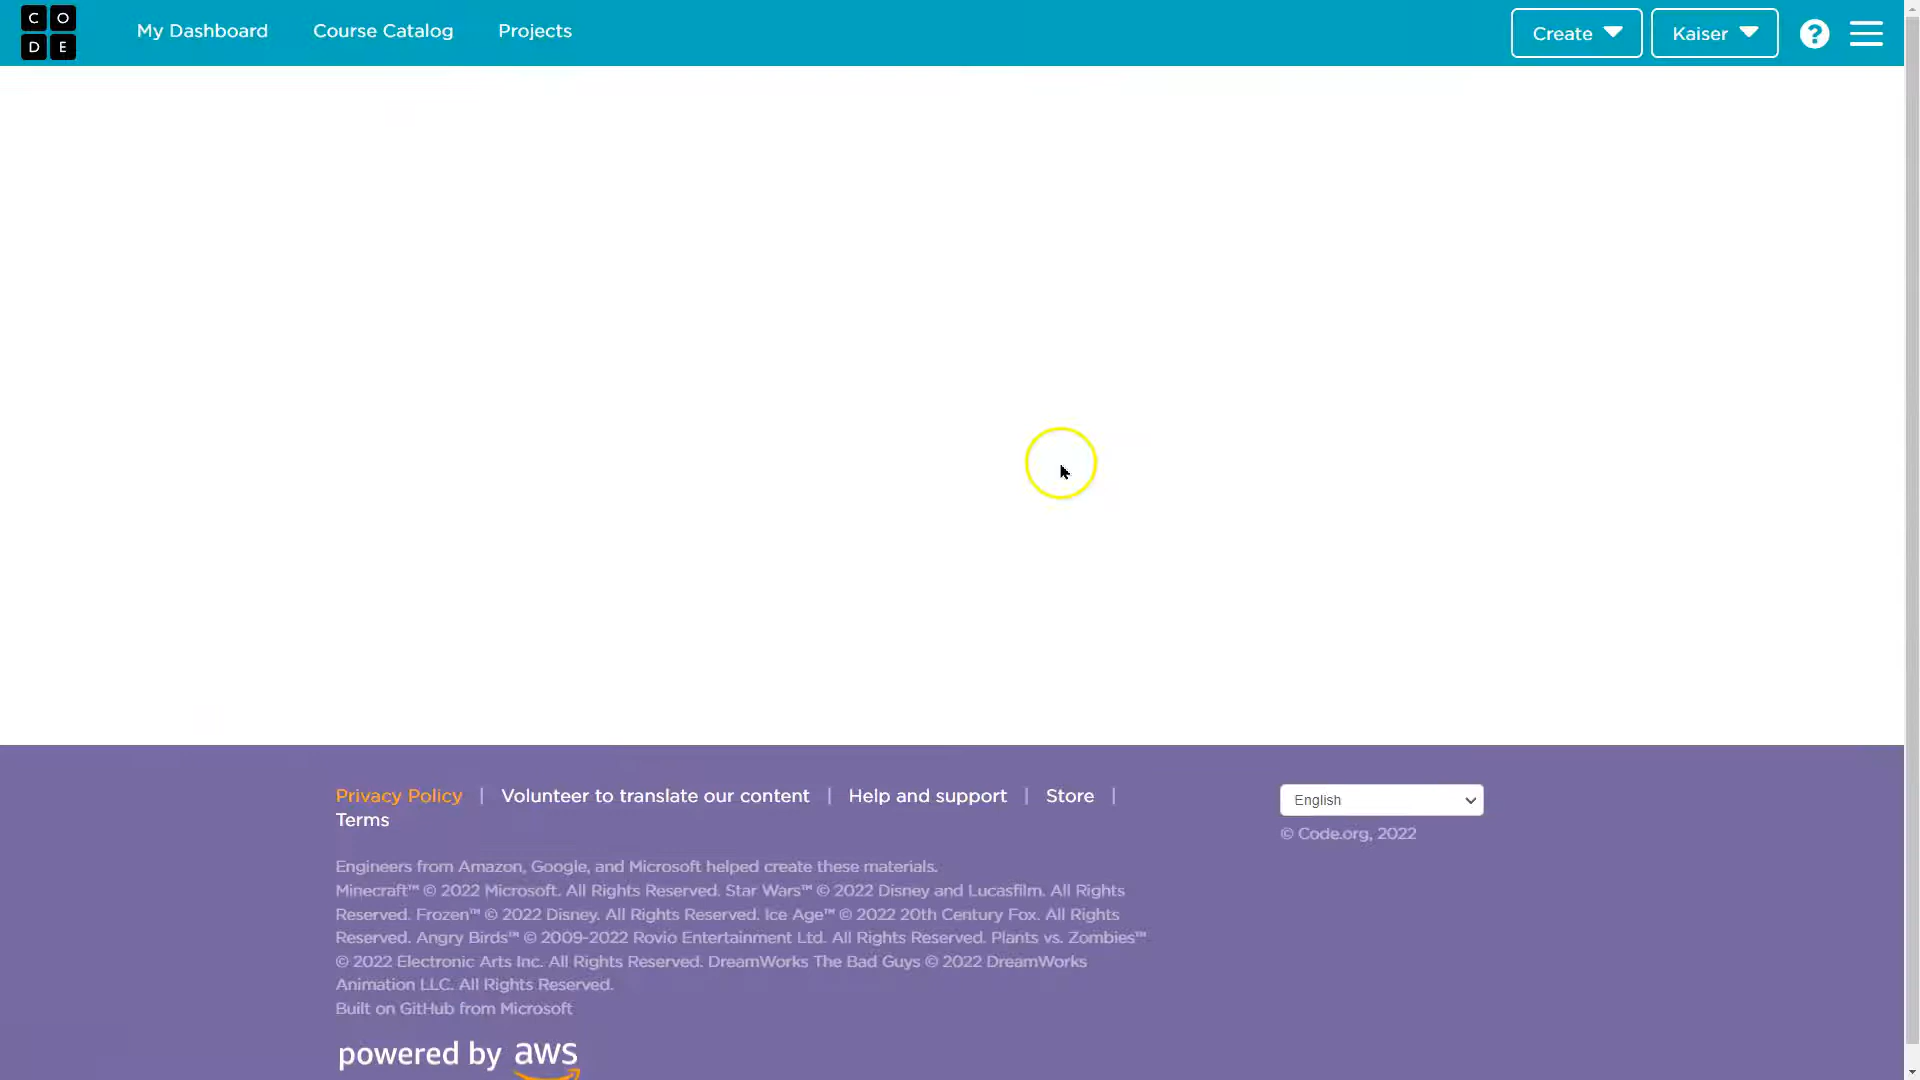 C O
D E
My Dashboard Course Catalog Projects Create Kaiser ?
Privacy Policy | Volunteer to translate our content | Help and support | Store |
Terms
English
© Code.org, 2022
Engineers from Amazon, Google, and Microsoft helped create these materials.
Minecraft™ © 2022 Microsoft. All Rights Reserved. Star Wars™ © 2022 Disney and Lucasfilm. All Rights
Reserved. Frozen™ © 2022 Disney. All Rights Reserved. Ice Age™ © 2022 20th Century Fox. All Rights
Reserved. Angry Birds™ © 2009-2022 Rovio Entertainment Ltd. All Rights Reserved. Plants vs. Zombies™
© 2022 Electronic Arts Inc. All Rights Reserved. DreamWorks The Bad Guys © 2022 DreamWorks
Animation LLC. All Rights Reserved.
Built on GitHub from Microsoft
powered by aws